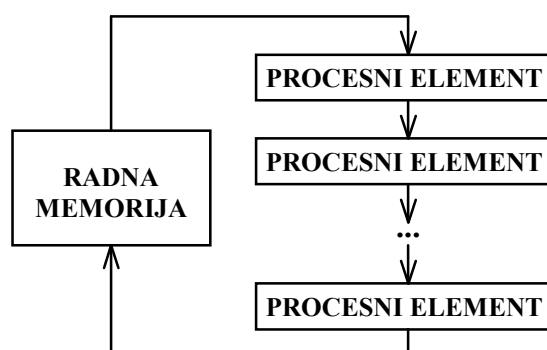 PROCESNI ELEMENT
PROCESNI ELEMENT
RADNA
MEMORIJA
...
PROCESNI ELEMENT